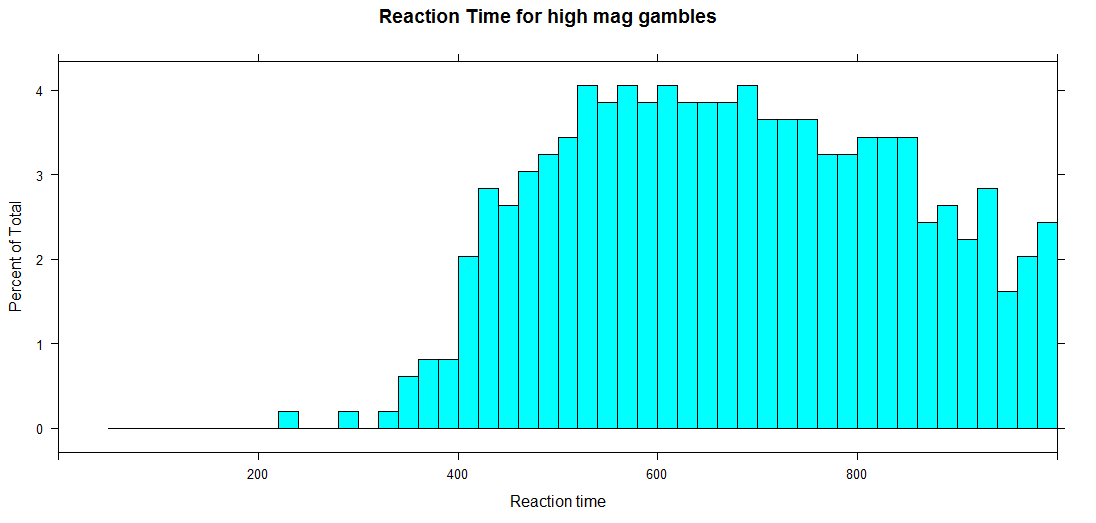 Reaction Time for high mag gambles
Percent of Total
4
3
2
1
0
200 400 600 800
Reaction time